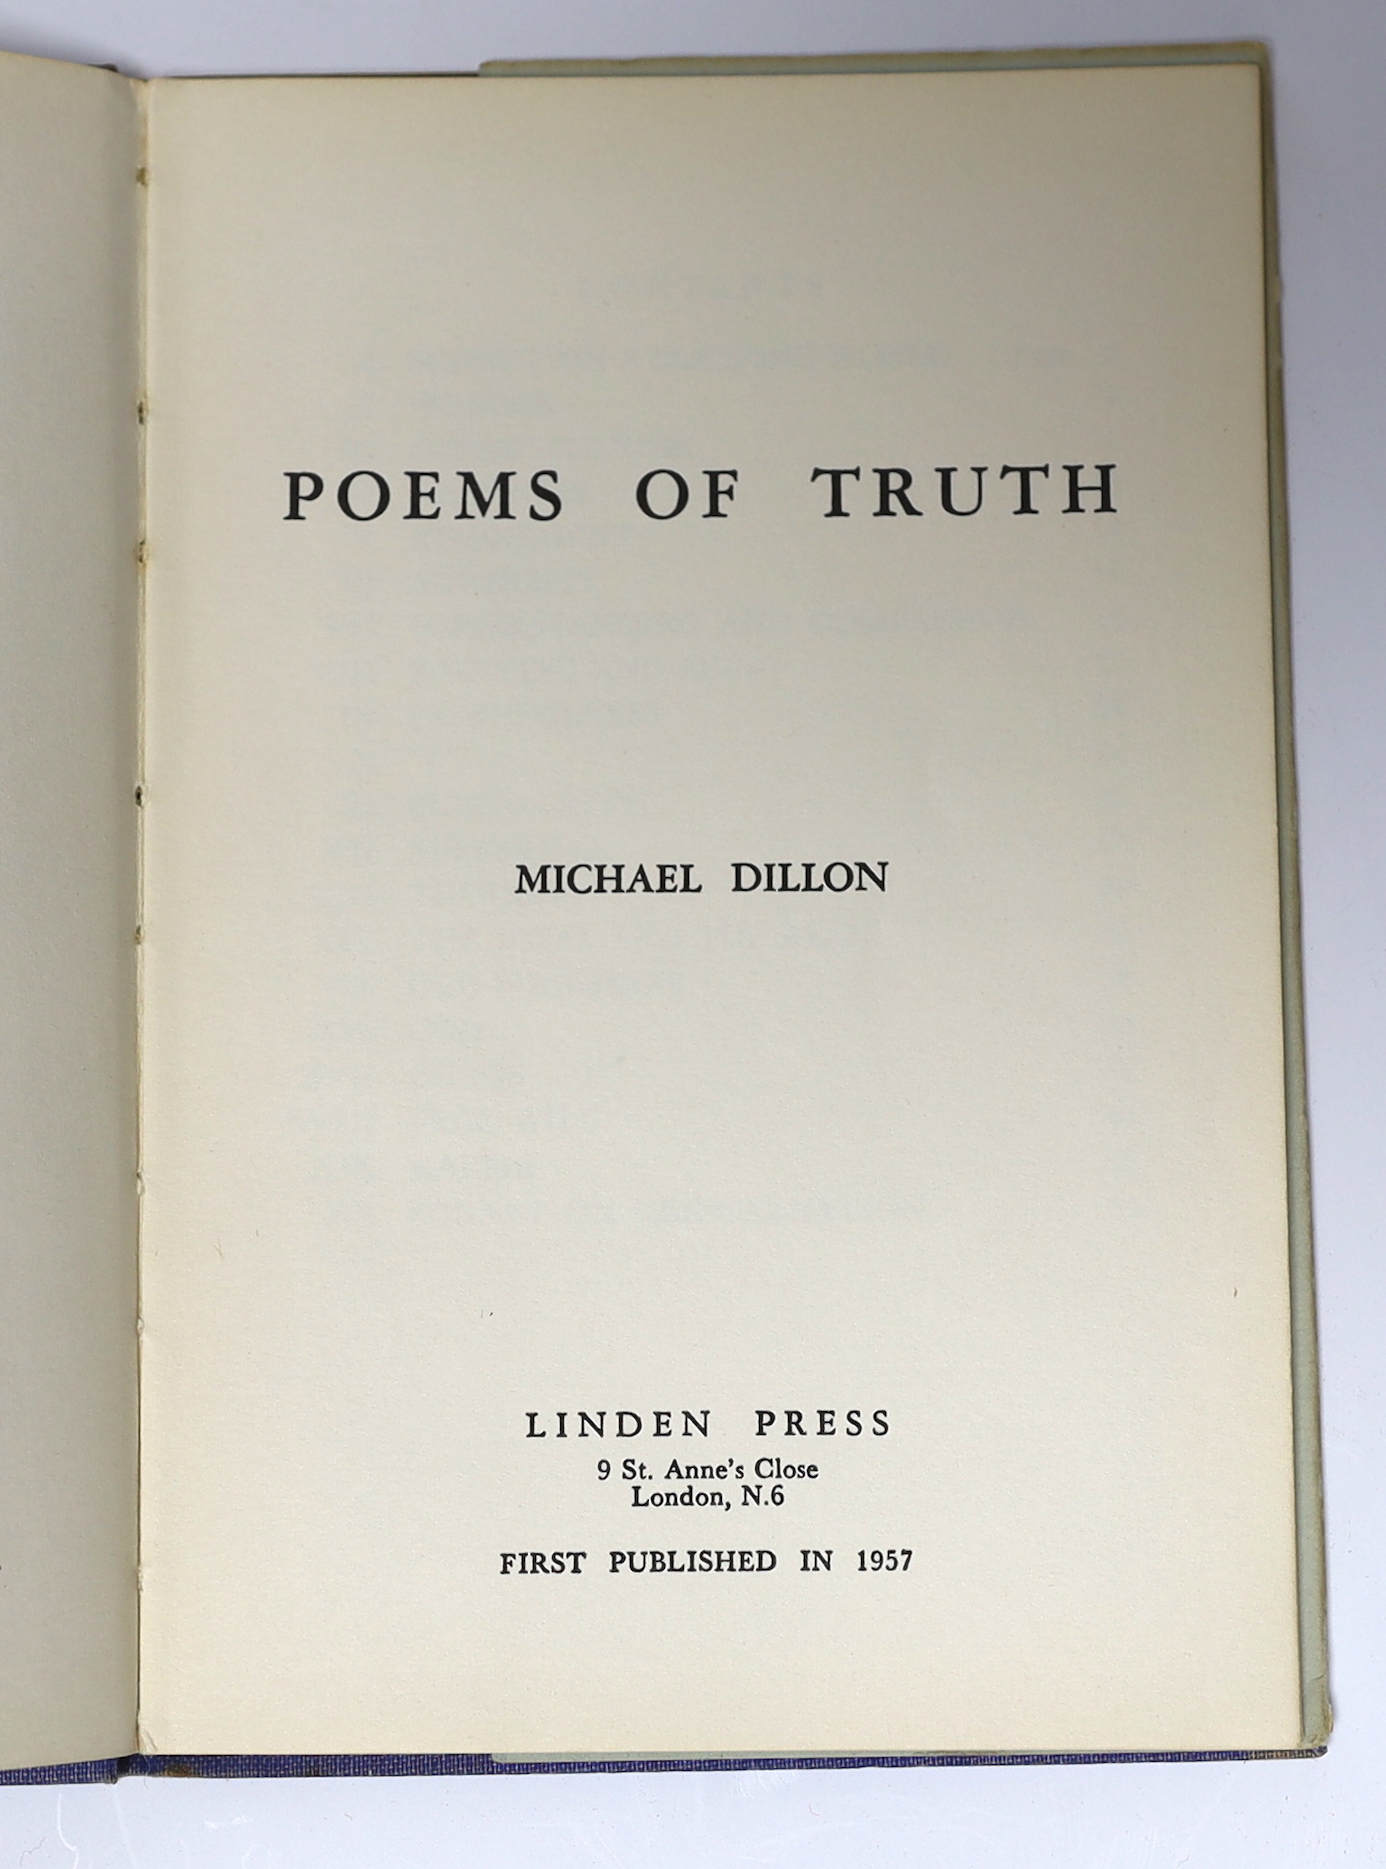 POEMS OF TRUTH
MICHAEL DILLON
LINDEN PRESS
9 St. Anne's Close
London, N.6
FIRST PUBLISHED IN 1957